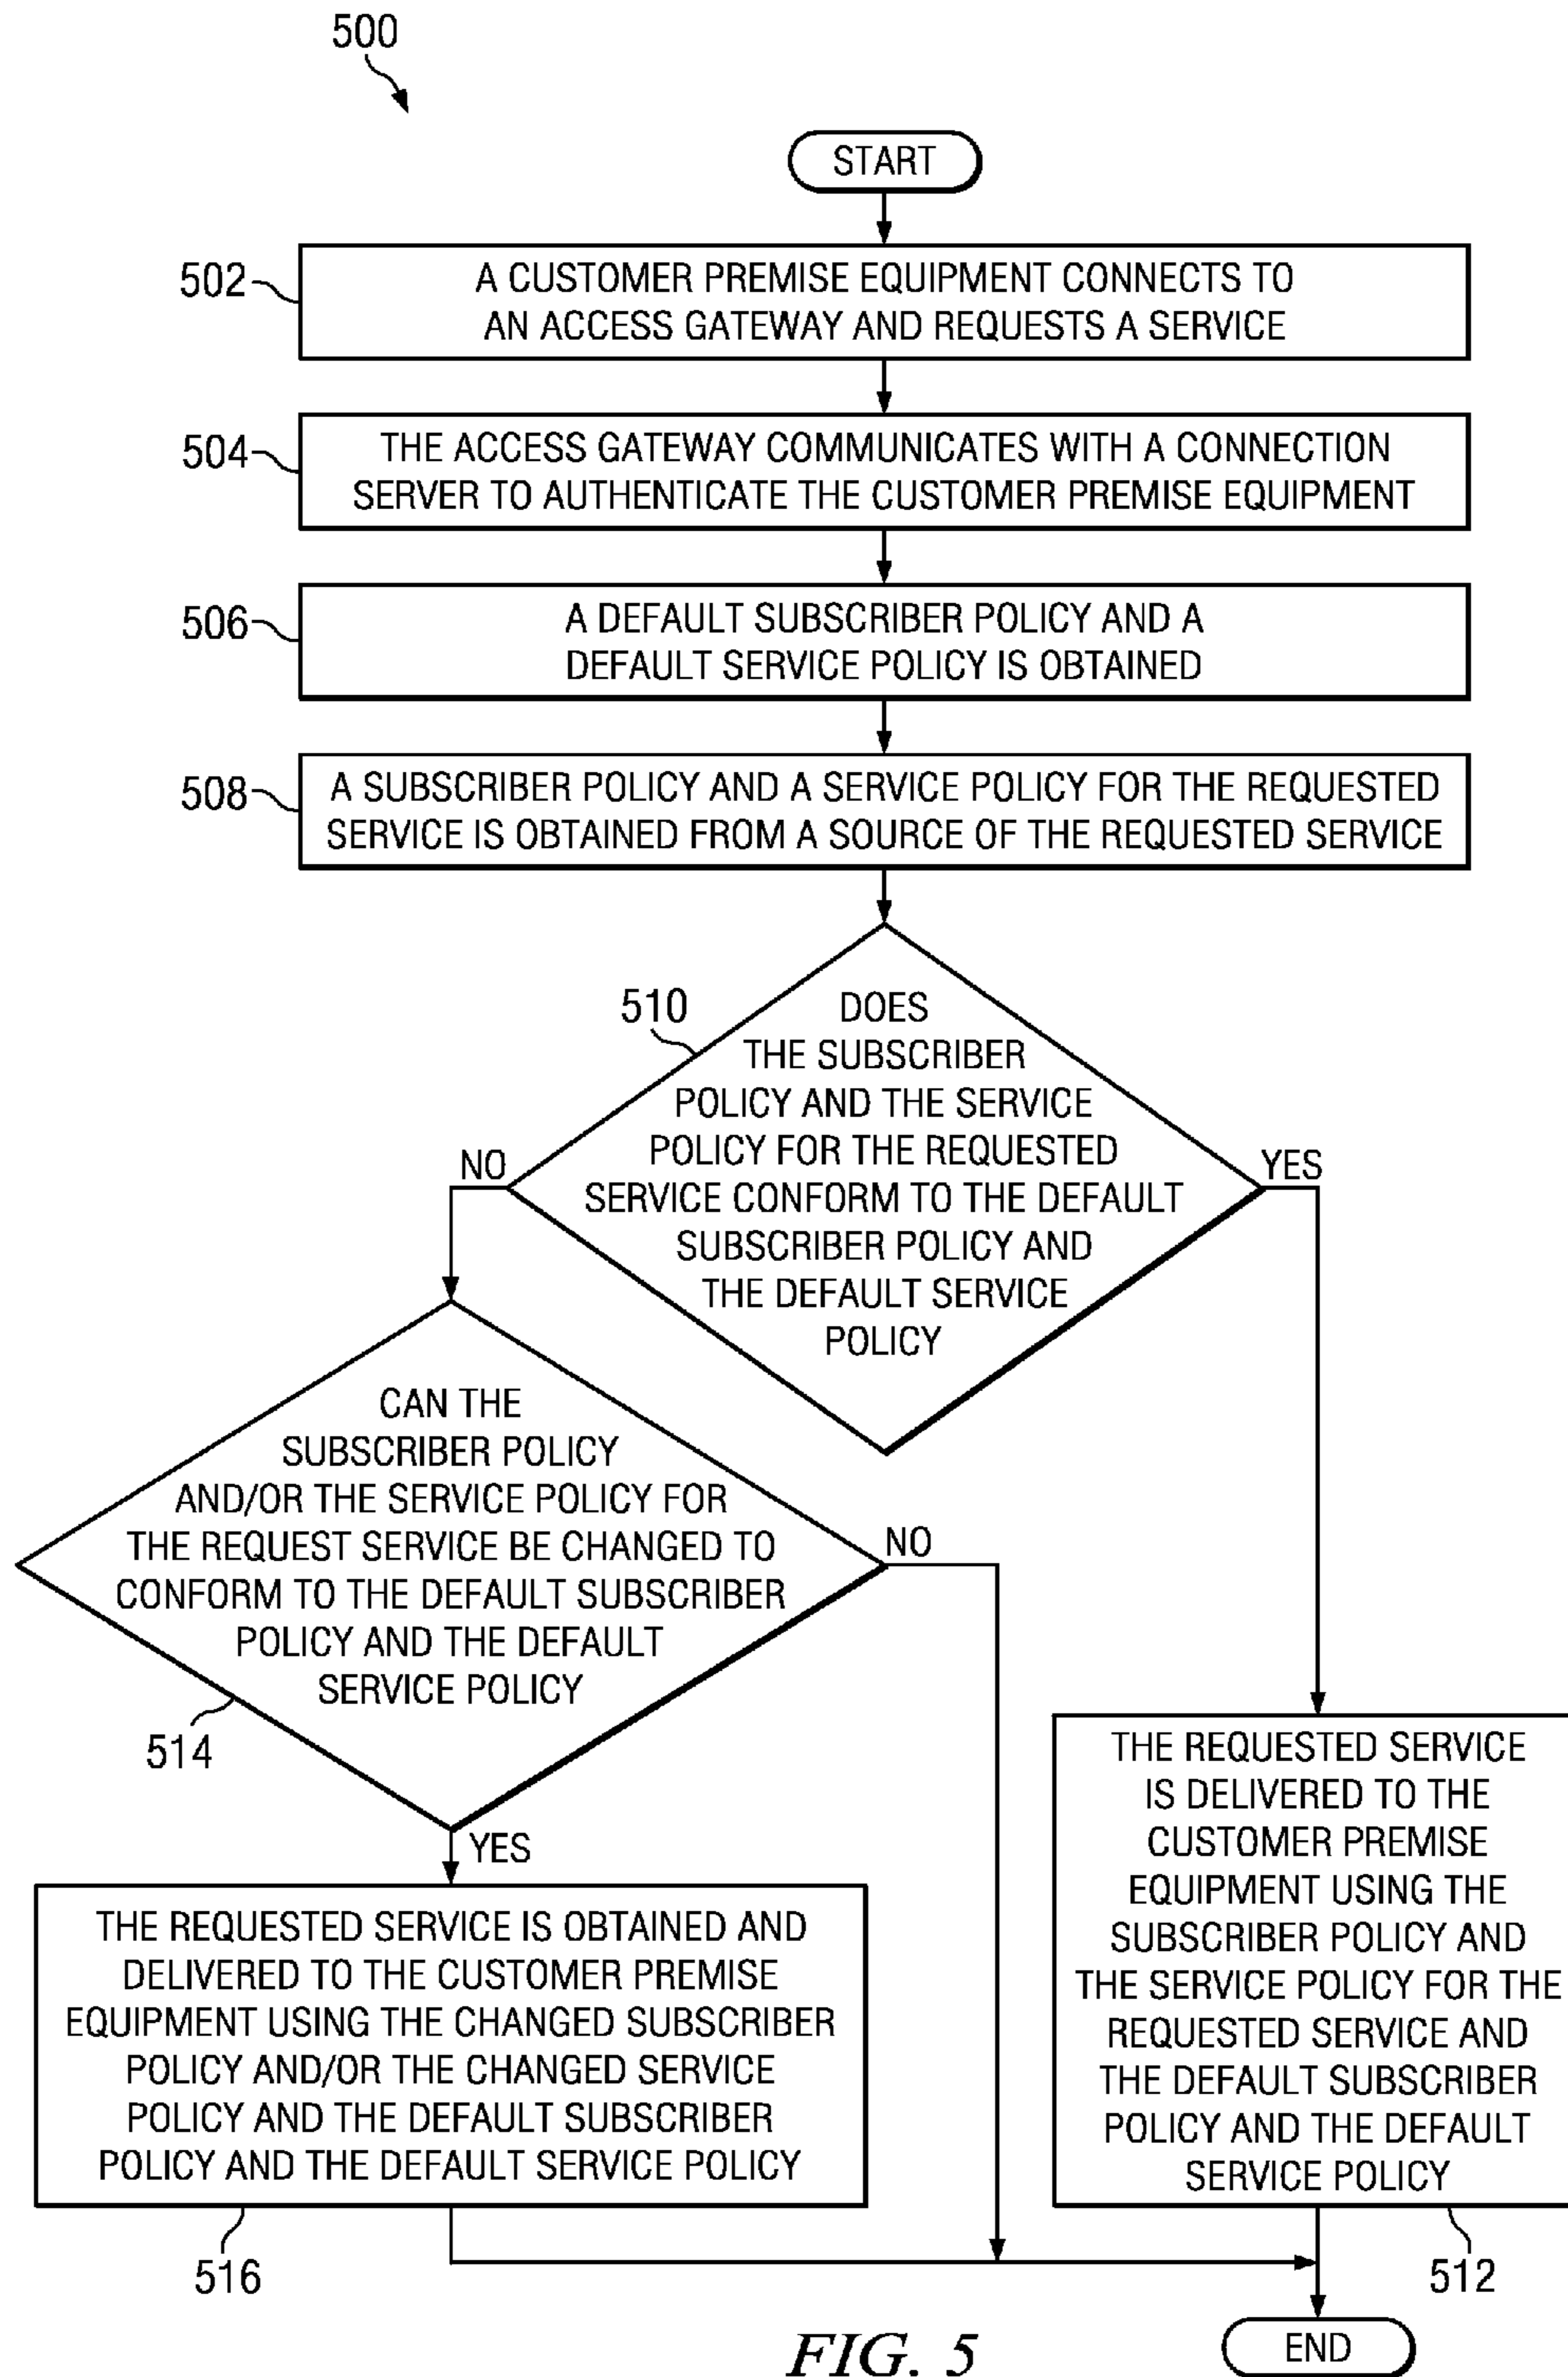 500
START
502
A CUSTOMER PREMISE EQUIPMENT CONNECTS TO
AN ACCESS GATEWAY AND REQUESTS A SERVICE
504
THE ACCESS GATEWAY COMMUNICATES WITH A CONNECTION
SERVER TO AUTHENTICATE THE CUSTOMER PREMISE EQUIPMENT
506
A DEFAULT SUBSCRIBER POLICY AND A
DEFAULT SERVICE POLICY IS OBTAINED
508
A SUBSCRIBER POLICY AND A SERVICE POLICY FOR THE REQUESTED
SERVICE IS OBTAINED FROM A SOURCE OF THE REQUESTED SERVICE
510
DOES
THE SUBSCRIBER
POLICY AND THE SERVICE
POLICY FOR THE REQUESTED
SERVICE CONFORM TO THE DEFAULT
SUBSCRIBER POLICY AND
THE DEFAULT SERVICE
POLICY
NO
YES
CAN THE
SUBSCRIBER POLICY
AND/OR THE SERVICE POLICY FOR
THE REQUEST SERVICE BE CHANGED TO
CONFORM TO THE DEFAULT SUBSCRIBER
POLICY AND THE DEFAULT
SERVICE POLICY
NO
514
YES
THE REQUESTED SERVICE IS OBTAINED AND
DELIVERED TO THE CUSTOMER PREMISE
EQUIPMENT USING THE CHANGED SUBSCRIBER
POLICY AND/OR THE CHANGED SERVICE
POLICY AND THE DEFAULT SUBSCRIBER
POLICY AND THE DEFAULT SERVICE POLICY
516
THE REQUESTED SERVICE
IS DELIVERED TO THE
CUSTOMER PREMISE
EQUIPMENT USING THE
SUBSCRIBER POLICY AND
THE SERVICE POLICY FOR THE
REQUESTED SERVICE AND
THE DEFAULT SUBSCRIBER
POLICY AND THE DEFAULT
SERVICE POLICY
512
END
FIG. 5